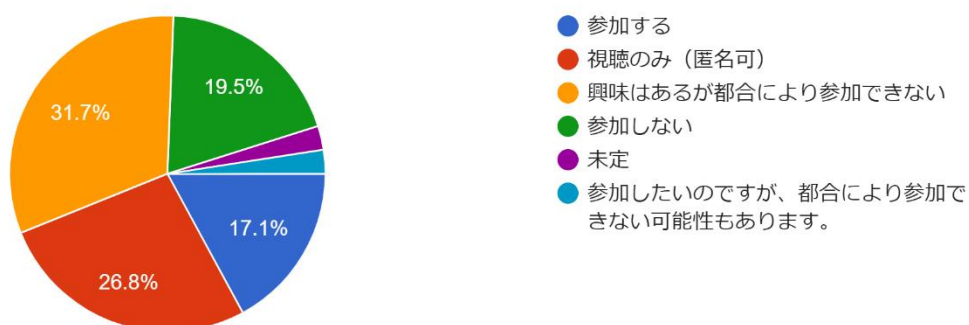 参加する
視聴のみ（匿名可）
興味はあるが都合により参加できない
参加しない
未定
参加したいのですが、都合により参加で
きない可能性もあります。
19.5%
31.7%
17.1%
26.8%